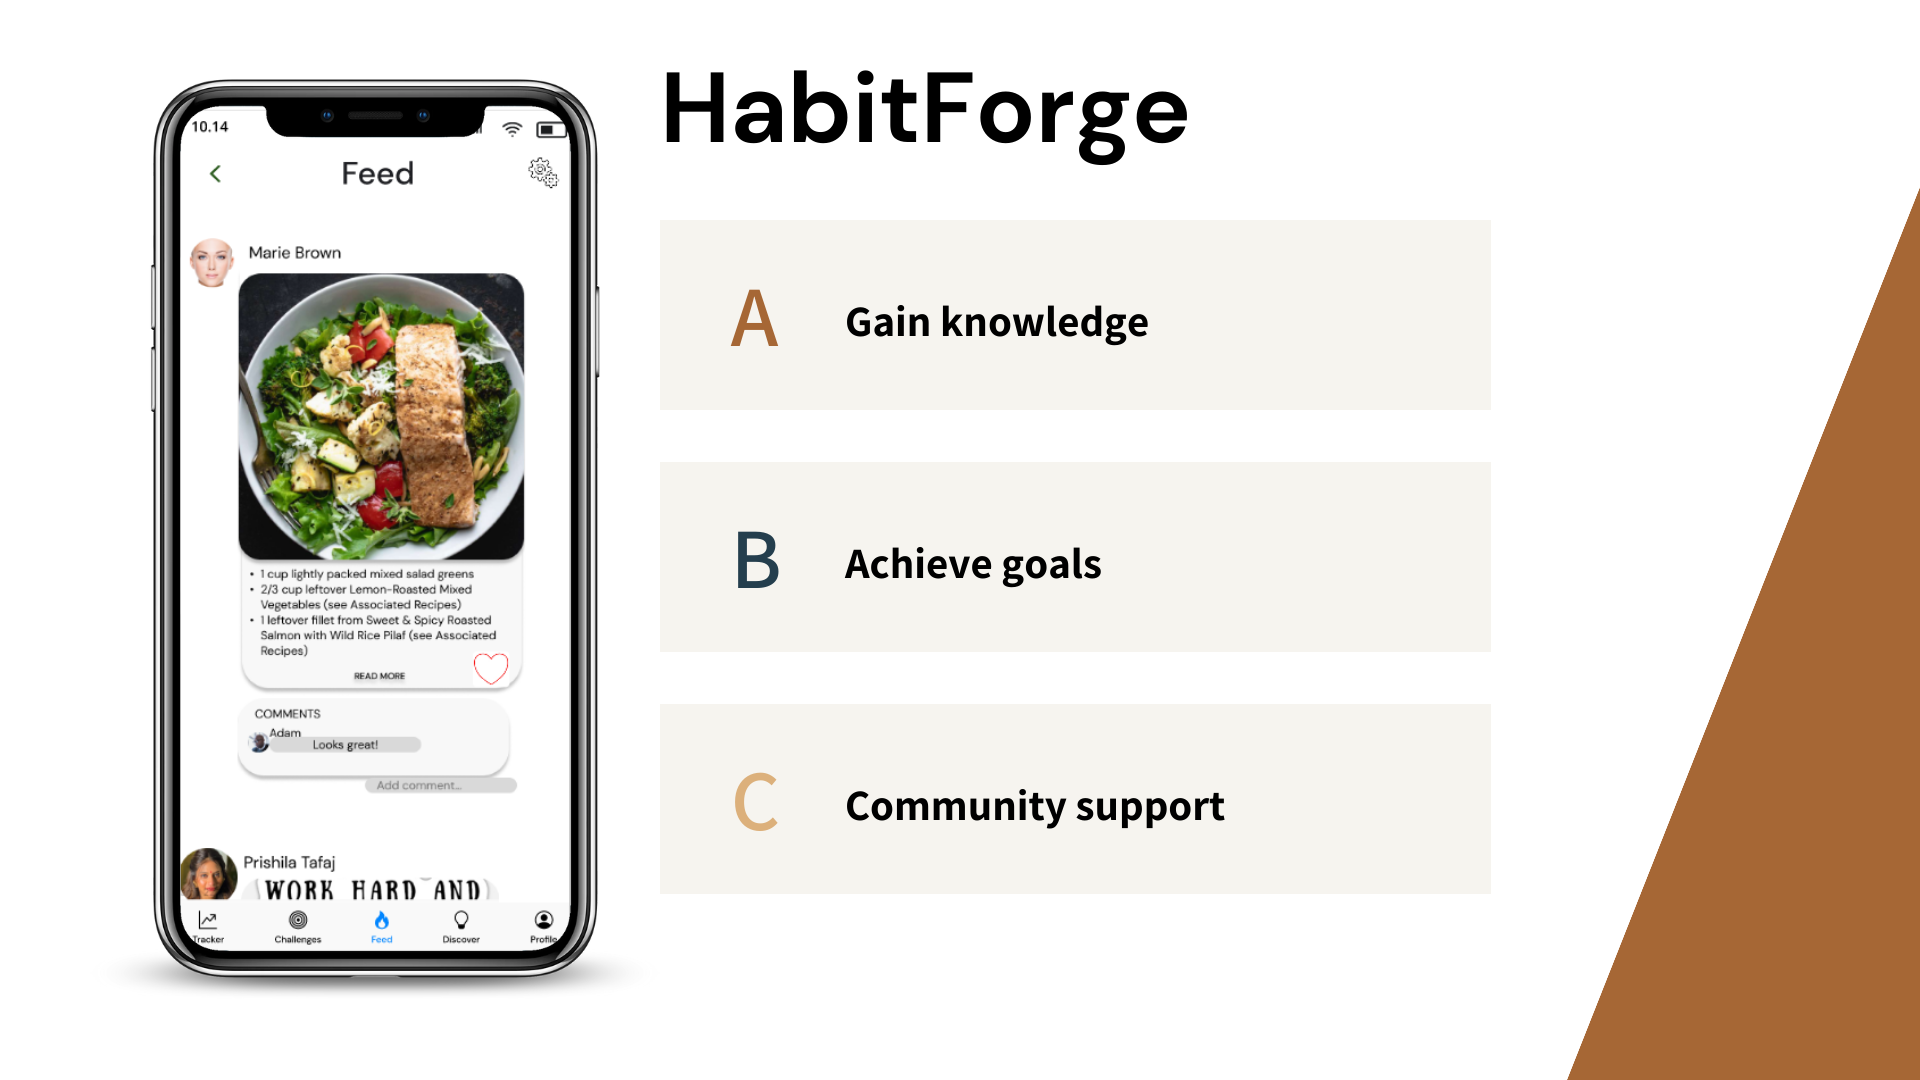 10.14
Feed
Marie Brown
• 1 cup lightly packed mixed salad greens
• 2/3 cup leftover Lemon-Roasted Mixed
Vegetables (see Associated Recipes)
• 1 leftover fillet from Sweet & Spicy Roasted
Salmon with Wild Rice Pilaf (see Associated
Recipes)
READ MORE
COMMENTS
Adam
Looks great!
Add comment...
Prishila Tafaj
WORK HARD AND
Tracker
Challenges
Feed
Discover
Profile
HabitForge
A
Gain knowledge
B
Achieve goals
C
Community support